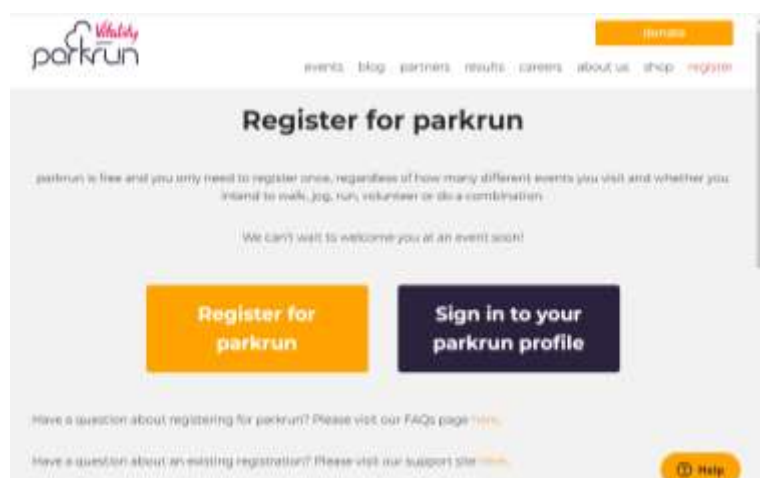 Vitality
parkrun
donate
events blog partners results careers about us shop register
Register for parkrun
parkrun is free and you only need to register once, regardless of how many different events you visit and whether you
intend to walk, jog, run, volunteer or do a combination.
We can't wait to welcome you at an event soon!
Register for
parkrun
Sign in to your
parkrun profile
Have a question about registering for parkrun? Please visit our FAQs page here.
Have a question about an existing registration? Please visit our support site here.
Help